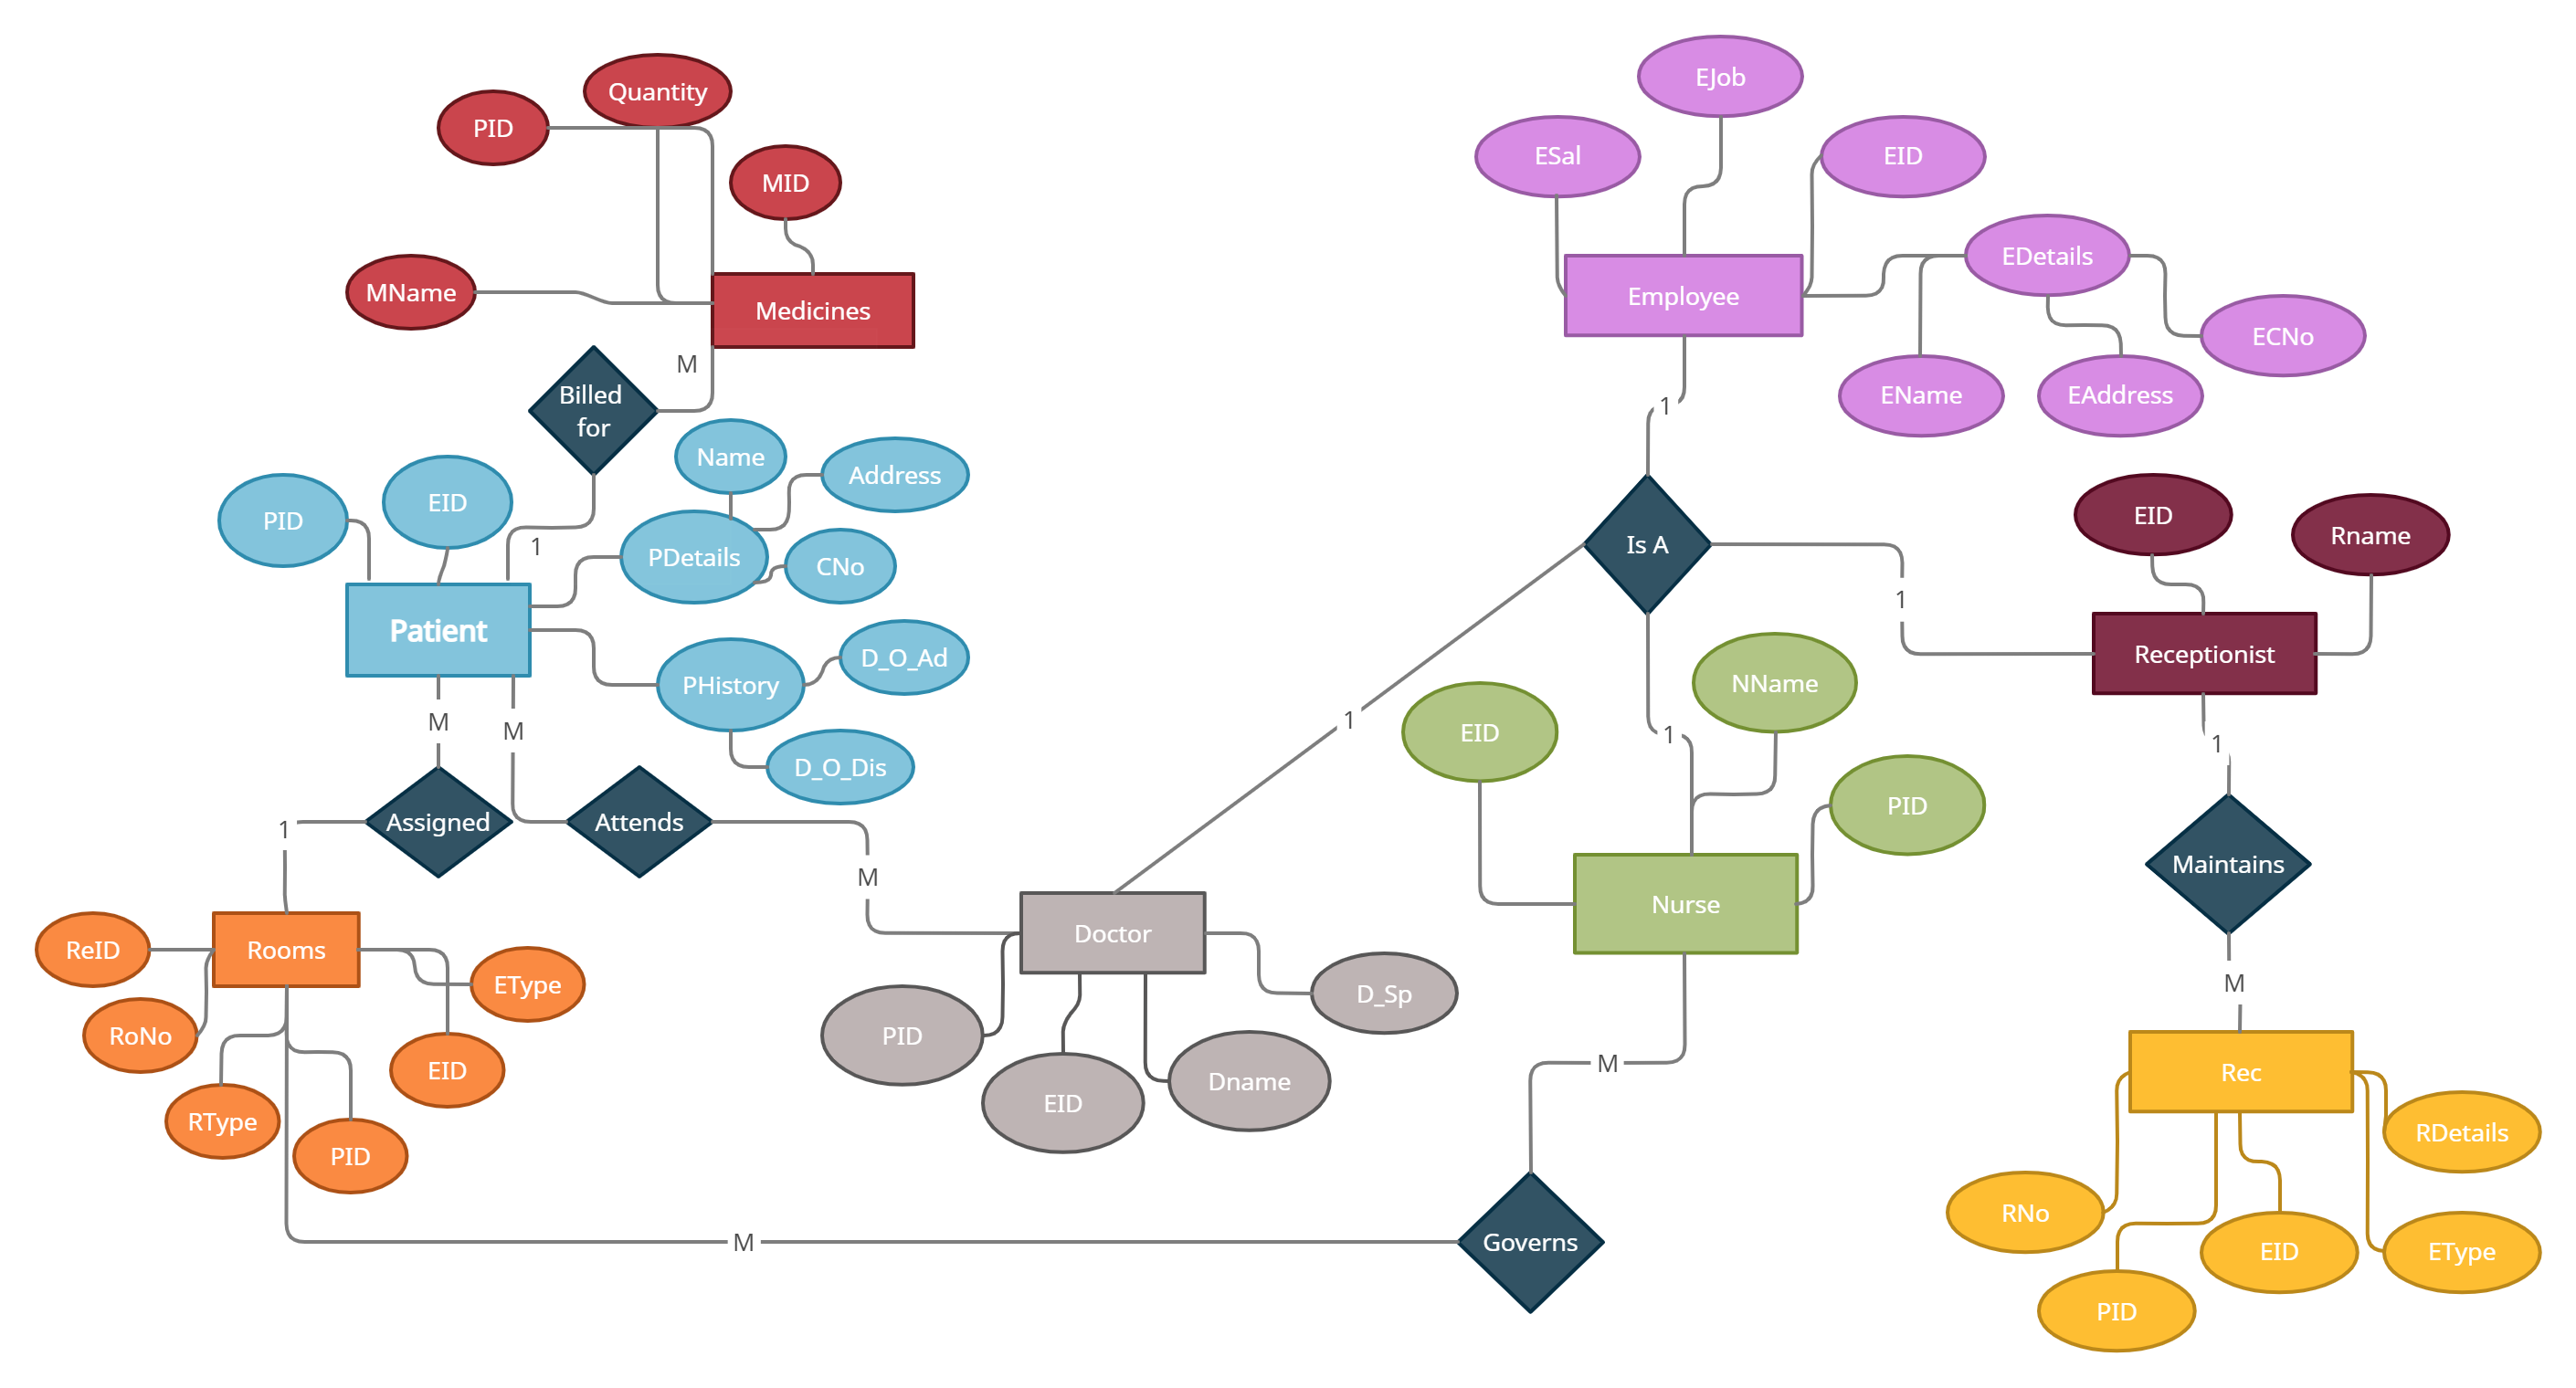 Quantity
PID
MID
MName
Medicines
M
Billed
for
Name
Address
PID
EID
1
PDetails
CNo
Patient
PHistory
D_O_Ad
D_O_Dis
M
M
Assigned
Attends
1
M
Rooms
ReID
RoNo
RType
PID
EID
EType
M
Doctor
PID
EID
Dname
D_Sp
EJob
ESal
EID
Employee
EDetails
ECNo
EName
EAddress
1
Is A
1
1
1
EID
Rname
Receptionist
NName
EID
PID
Nurse
M
Governs
1
Maintains
M
Rec
RDetails
RNo
EID
EType
PID